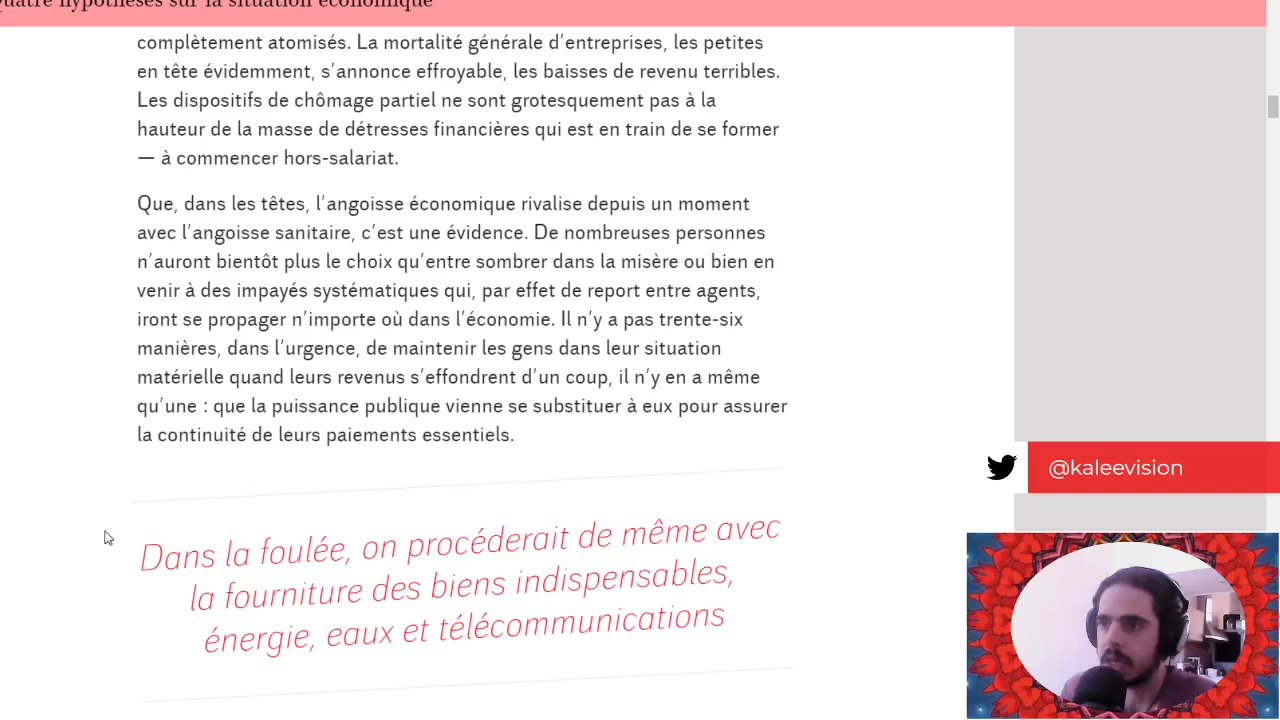 Quatre hypothèses sur la situation économique
complètement atomisés. La mortalité générale d’entreprises, les petites
en tête évidemment, s’annonce effroyable, les baisses de revenu terribles.
Les dispositifs de chômage partiel ne sont grotesquement pas à la
hauteur de la masse de détresses financières qui est en train de se former
— à commencer hors-salariat.
Que, dans les têtes, l’angoisse économique rivalise depuis un moment
avec l’angoisse sanitaire, c’est une évidence. De nombreuses personnes
n’auront bientôt plus le choix qu’entre sombrer dans la misère ou bien en
venir à des impayés systématiques qui, par effet de report entre agents,
iront se propager n’importe où dans l’économie. Il n’y a pas trente-six
manières, dans l’urgence, de maintenir les gens dans leur situation
matérielle quand leurs revenus s’effondrent d’un coup, il n’y en a même
qu’une : que la puissance publique vienne se substituer à eux pour assurer
la continuité de leurs paiements essentiels.
@kaleevision
Dans la foulée, on procéderait de même avec
la fourniture des biens indispensables,
énergie, eaux et télécommunications